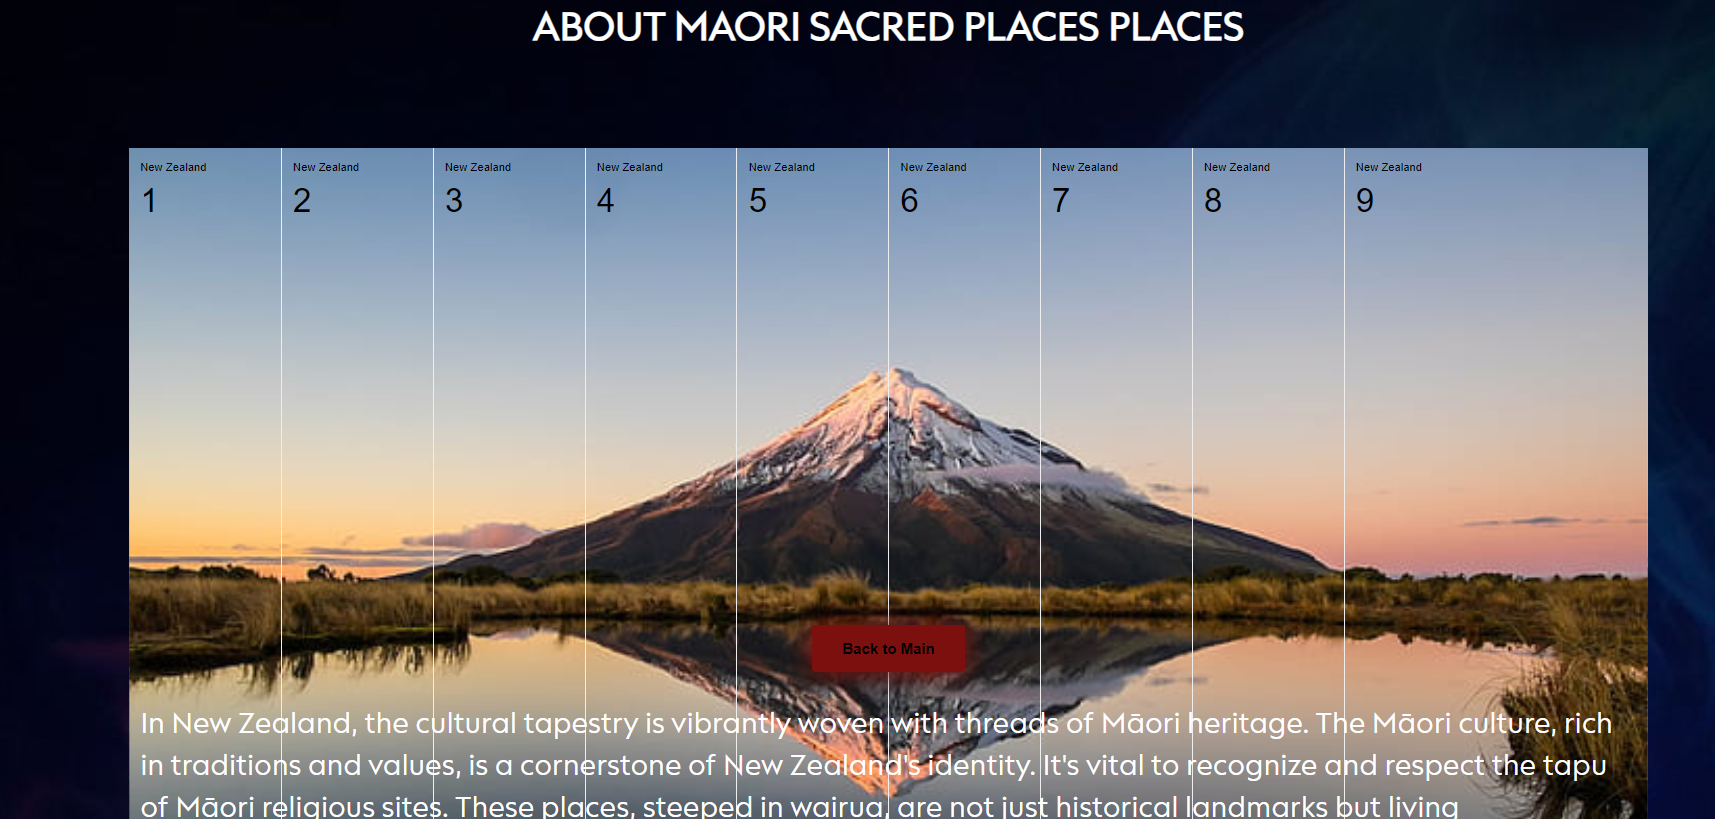 ABOUT MAORI SACRED PLACES PLACES
New Zealand New Zealand New Zealand New Zealand New Zealand New Zealand New Zealand New Zealand New Zealand
1 2 3 4 5 6 7 8 9
Back to Main
In New Zealand, the cultural tapestry is vibrantly woven with threads of Māori heritage. The Māori culture, rich
in traditions and values, is a cornerstone of New Zealand's identity. It's vital to recognize and respect the tapu
of Māori religious sites. These places, steeped in wairua, are not just historical landmarks but living